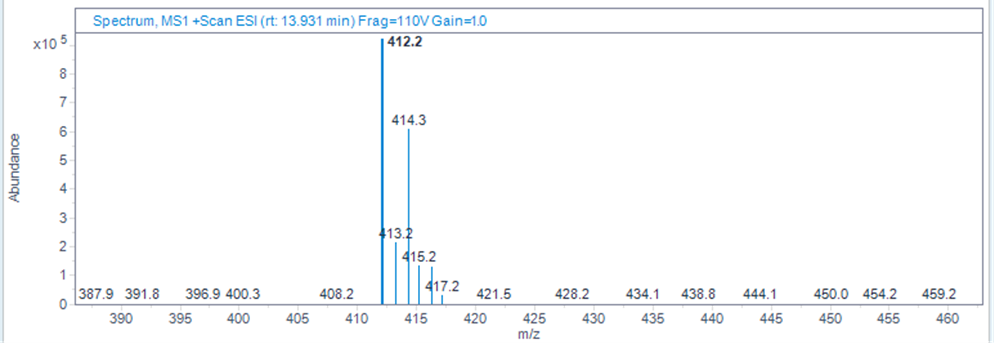 Spectrum, MS1 +Scan ESI (rt: 13.931 min) Frag=110V Gain=1.0
x10 5
8
7
6
5
4
3
2
1
0
Abundance
412.2
414.3
413.2
415.2
417.2
387.9 391.8 396.9 400.3 408.2 421.5 428.2 434.1 438.8 444.1 450.0 454.2 459.2
390 395 400 405 410 415 420 425 430 435 440 445 450 455 460
m/z